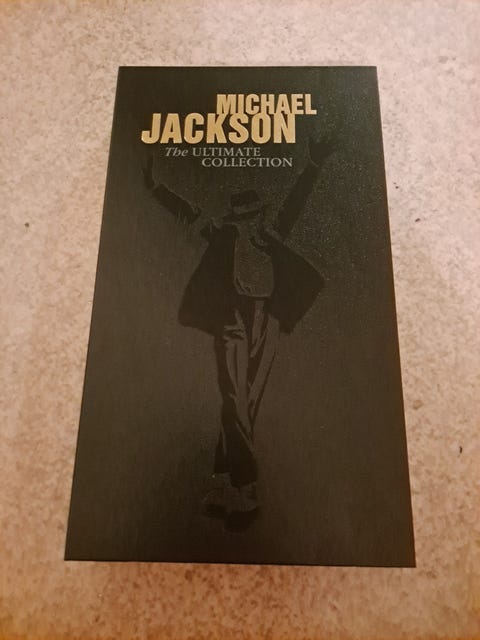 MICHAEL
JACKSON
The ULTIMATE
COLLECTION